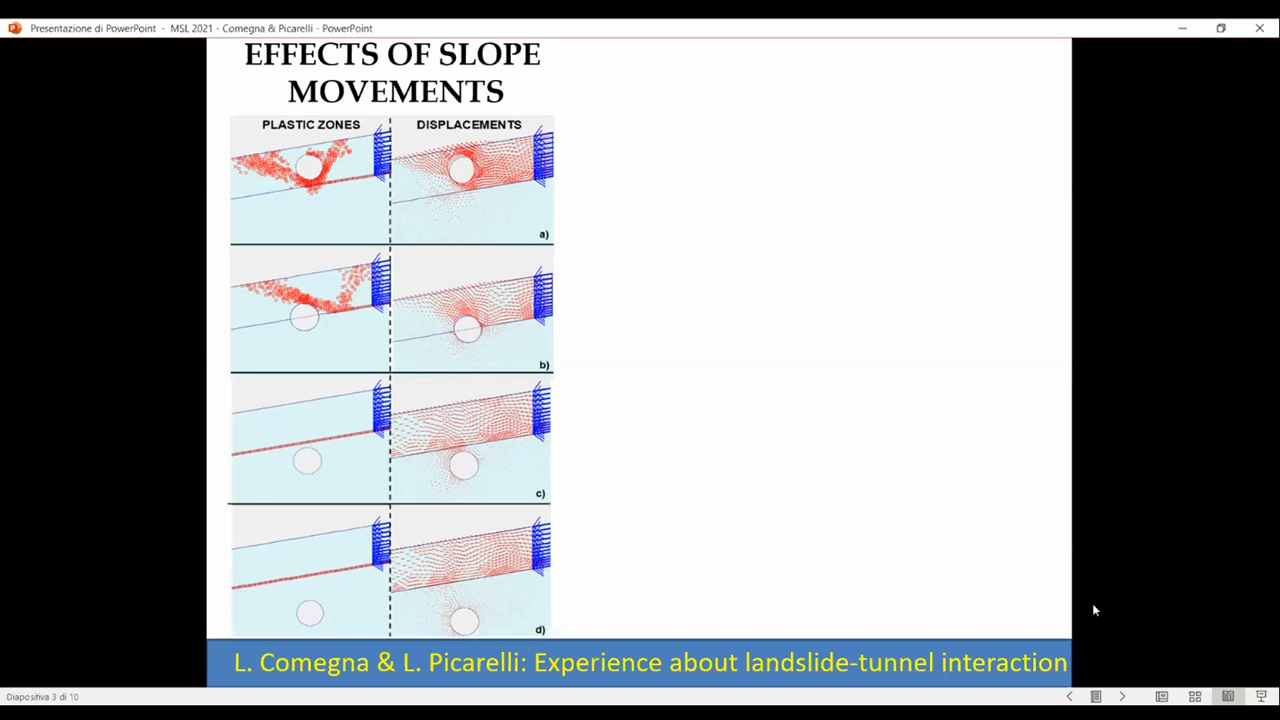 Presentazione di PowerPoint - MSL 2021 - Comegna & Picarelli - PowerPoint
EFFECTS OF SLOPE
MOVEMENTS
PLASTIC ZONES
DISPLACEMENTS
a)
b)
c)
d)
L. Comegna & L. Picarelli: Experience about landslide-tunnel interaction
Diapositiva 3 di 10